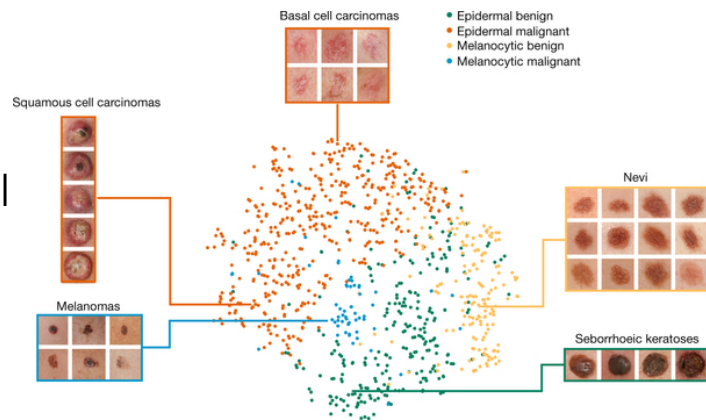 Basal cell carcinomas
Epidermal benign
Epidermal malignant
Melanocytic benign
Melanocytic malignant
Squamous cell carcinomas
Nevi
Melanomas
Seborrhoeic keratoses